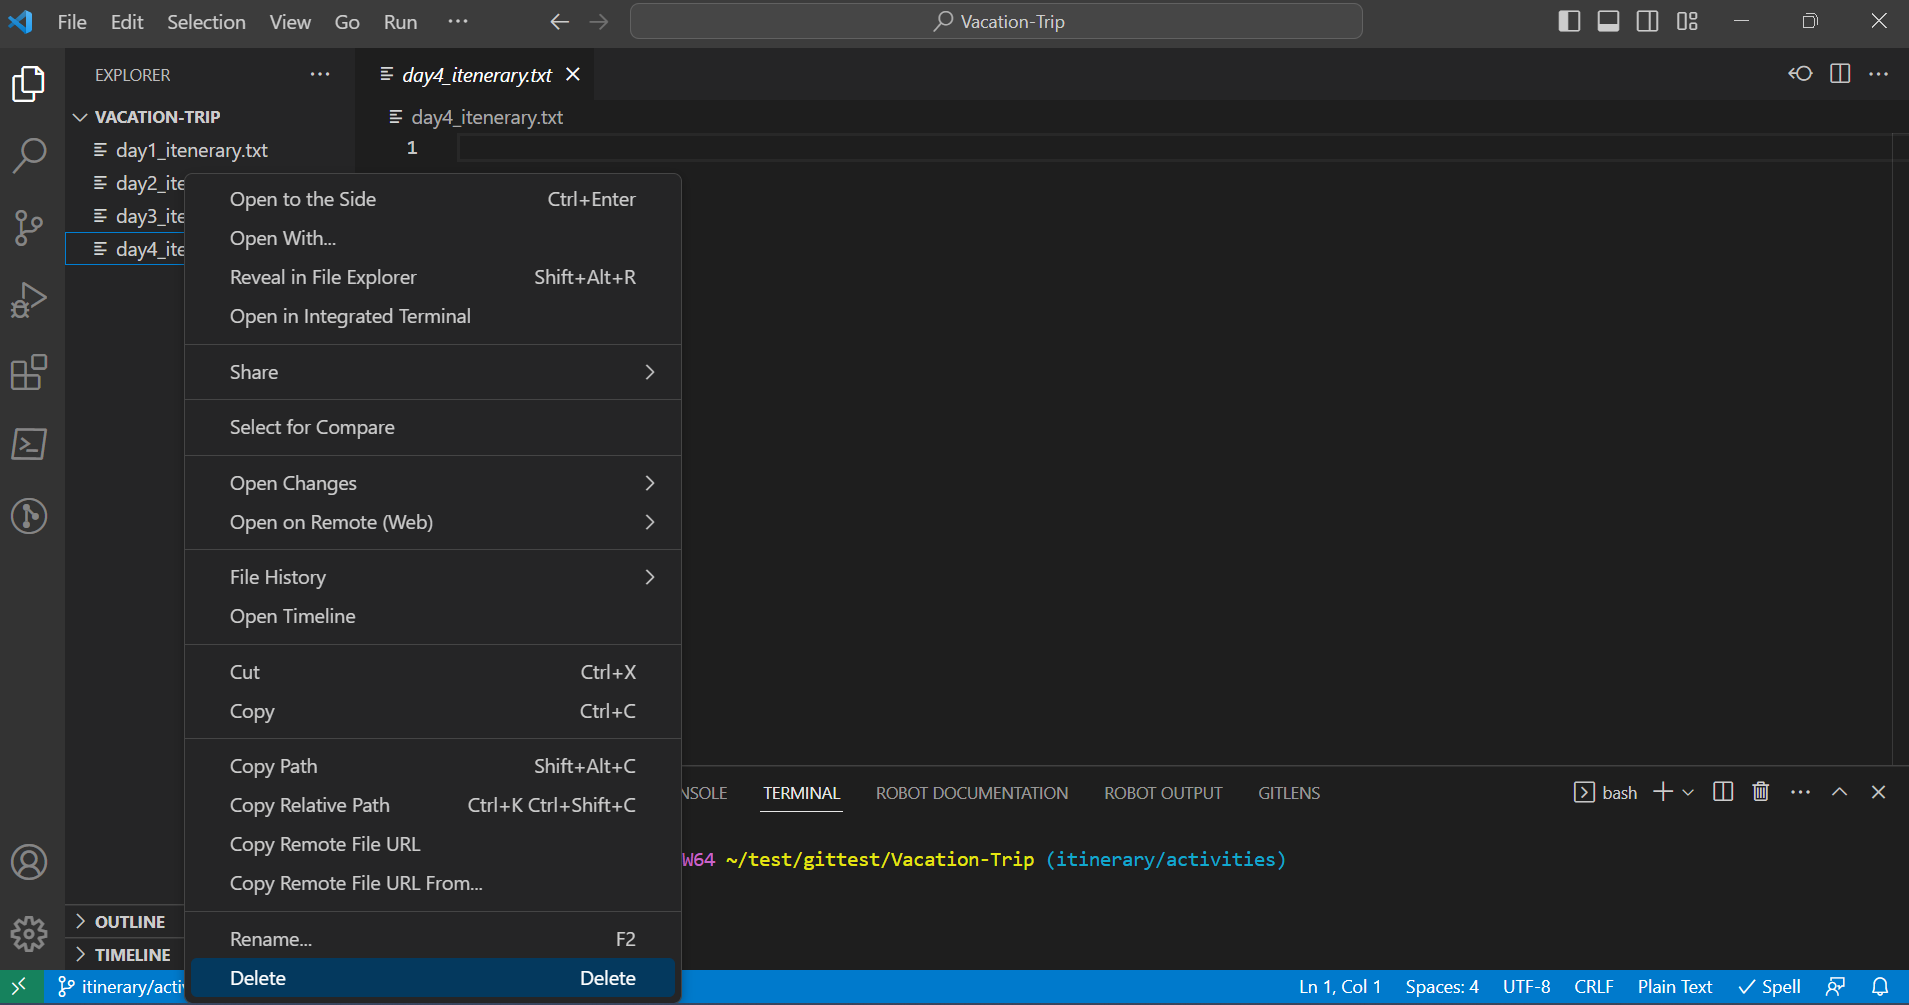 File Edit Selection View Go Run ··· Vacation-Trip
EXPLORER ···
day4_itenerary.txt
VACATION-TRIP
day4_itenerary.txt
day1_itenerary.txt
1
day2_ite
day3_ite
day4_ite
Open to the Side Ctrl+Enter
Open With...
Reveal in File Explorer Shift+Alt+R
Open in Integrated Terminal
Share
Select for Compare
Open Changes
Open on Remote (Web)
File History
Open Timeline
Cut Ctrl+X
Copy Ctrl+C
Copy Path Shift+Alt+C
Copy Relative Path Ctrl+K Ctrl+Shift+C
Copy Remote File URL
Copy Remote File URL From...
Rename... F2
Delete Delete
NSOLE TERMINAL ROBOT DOCUMENTATION ROBOT OUTPUT GITLENS bash
W64 ~/test/gittest/Vacation-Trip (itinerary/activities)
OUTLINE
TIMELINE
itinerary/acti Ln 1, Col 1 Spaces: 4 UTF-8 CRLF Plain Text Spell